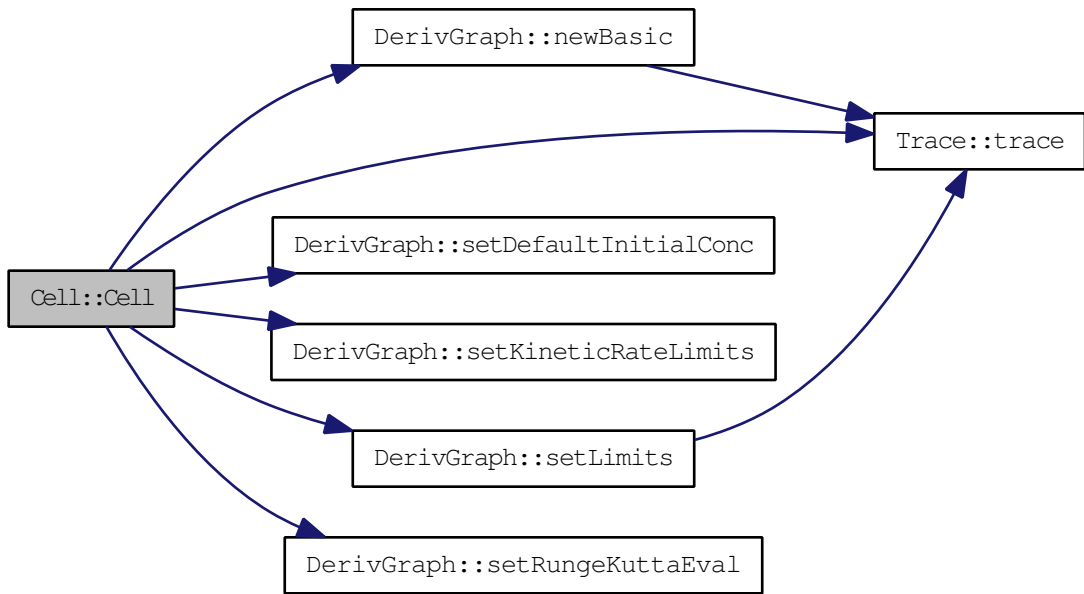 DerivGraph::newBasic
Trace::trace
DerivGraph::setDefaultInitialConc
Cell::Cell
DerivGraph::setKineticRateLimits
DerivGraph::setLimits
DerivGraph::setRungeKuttaEval